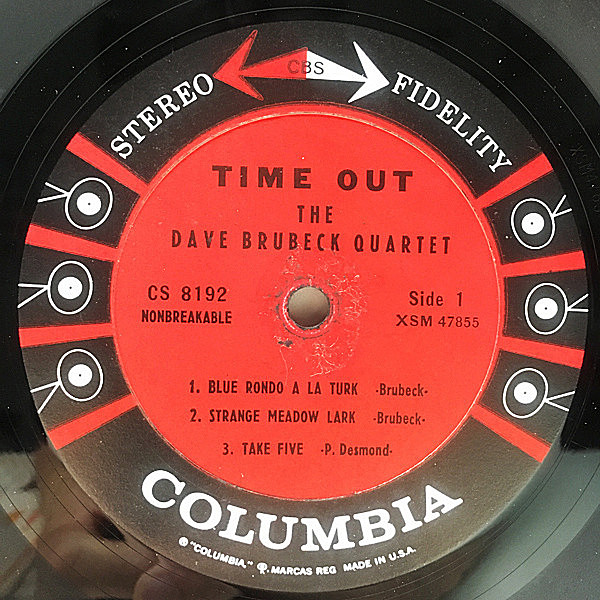 CBS
STEREO FIDELITY
TIME OUT
THE
DAVE BRUBECK QUARTET
CS 8192
NONBREAKABLE
Side 1
XSM 47855
1. BLUE RONDO A LA TURK -Brubeck-
2. STRANGE MEADOW LARK -Brubeck-
3. TAKE FIVE -P. Desmond-
COLUMBIA
® "COLUMBIA," ®, MARCAS REG MADE IN U.S.A.